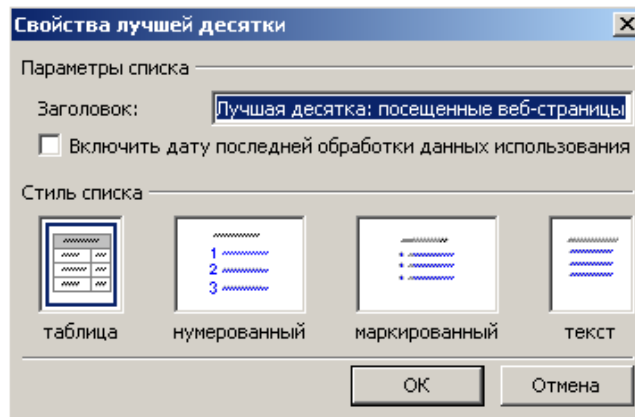 Свойства лучшей десятки
Параметры списка
Заголовок: Лучшая десятка: посещенные веб-страницы
Включить дату последней обработки данных использования
Стиль списка
1
2
3
таблица нумерованный маркированный текст
ОК Отмена